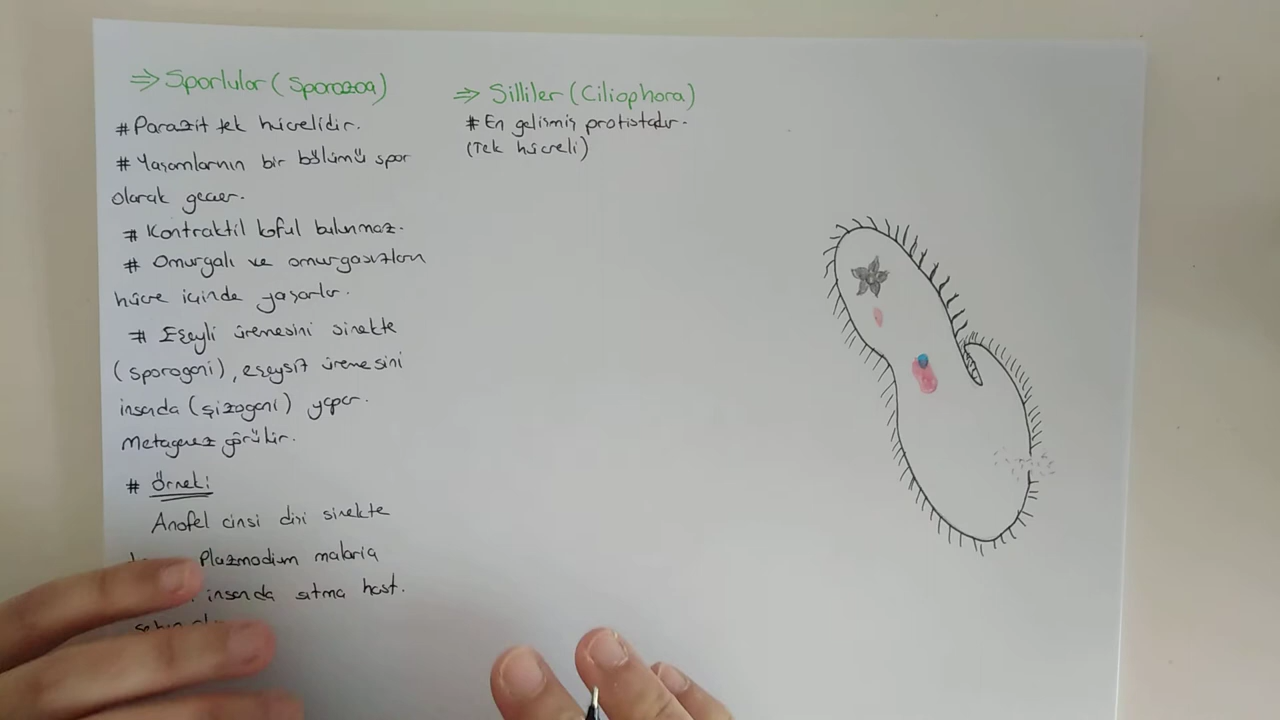 ⇒ Sporlular (Sporozoa)
# Parazit tek hücrelidir.
# Yaşamlarının bir bölümü spor
olarak geçer.
# Kontraktil koful bulunmaz.
# Omurgalı ve omurgasızların
hücre içinde yaşarlar.
# Eşeyli üremesini sinekte
(sporogoni), eşeysiz üremesini
insanda (şizogoni) yapar.
Metagenez görülür.
# Örnek:
Anofel cinsi dişi sinekte
Plazmodium malaria
insanda sıtma hast.
⇒ Silliler (Ciliophora)
# En gelişmiş protistadır.
(Tek hücreli)